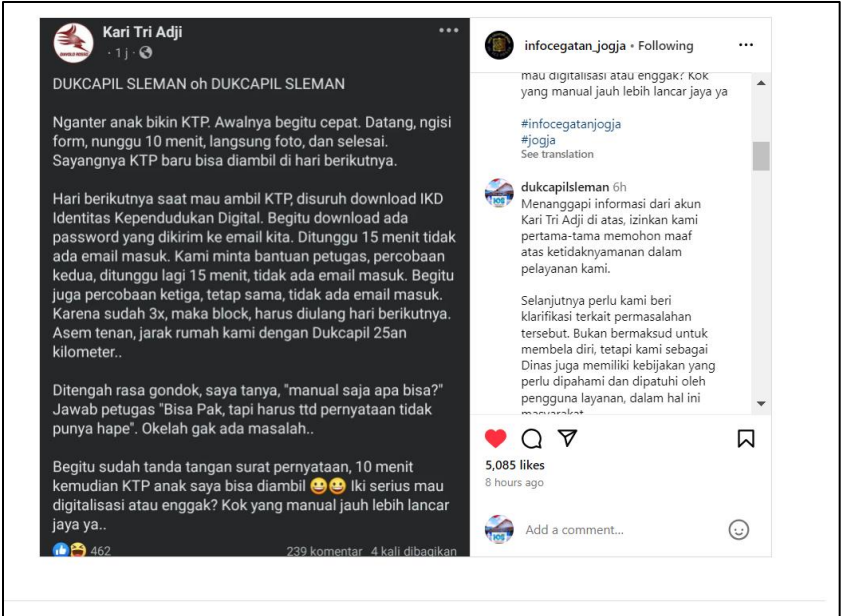 Kari Tri Adji
· 1 j ·
DUKCAPIL SLEMAN oh DUKCAPIL SLEMAN
Nganter anak bikin KTP. Awalnya begitu cepat. Datang, ngisi
form, nunggu 10 menit, langsung foto, dan selesai.
Sayangnya KTP baru bisa diambil di hari berikutnya.
Hari berikutnya saat mau ambil KTP, disuruh download IKD
Identitas Kependudukan Digital. Begitu download ada
password yang dikirim ke email kita. Ditunggu 15 menit tidak
ada email masuk. Kami minta bantuan petugas, percobaan
kedua, ditunggu lagi 15 menit, tidak ada email masuk. Begitu
juga percobaan ketiga, tetap sama, tidak ada email masuk.
Karena sudah 3x, maka block, harus diulang hari berikutnya.
Asem tenan, jarak rumah kami dengan Dukcapil 25an
kilometer..
Ditengah rasa gondok, saya tanya, "manual saja apa bisa?"
Jawab petugas "Bisa Pak, tapi harus ttd pernyataan tidak
punya hape". Okelah gak ada masalah..
Begitu sudah tanda tangan surat pernyataan, 10 menit
kemudian KTP anak saya bisa diambil 😀😀 Iki serius mau
digitalisasi atau enggak? Kok yang manual jauh lebih lancar
jaya ya..
462
239 komentar 4 kali dibagikan
infocegatan_jogja • Following
mau digitalisasi atau enggak? Kok
yang manual jauh lebih lancar jaya ya
#infocegatanjogja
#jogja
See translation
dukcapilsleman 6h
Menanggapi informasi dari akun
Kari Tri Adji di atas, izinkan kami
pertama-tama memohon maaf
atas ketidaknyamanan dalam
pelayanan kami.
Selanjutnya perlu kami beri
klarifikasi terkait permasalahan
tersebut. Bukan bermaksud untuk
membela diri, tetapi kami sebagai
Dinas juga memiliki kebijakan yang
perlu dipahami dan dipatuhi oleh
pengguna layanan, dalam hal ini
masyarakat
5,085 likes
8 hours ago
Add a comment...